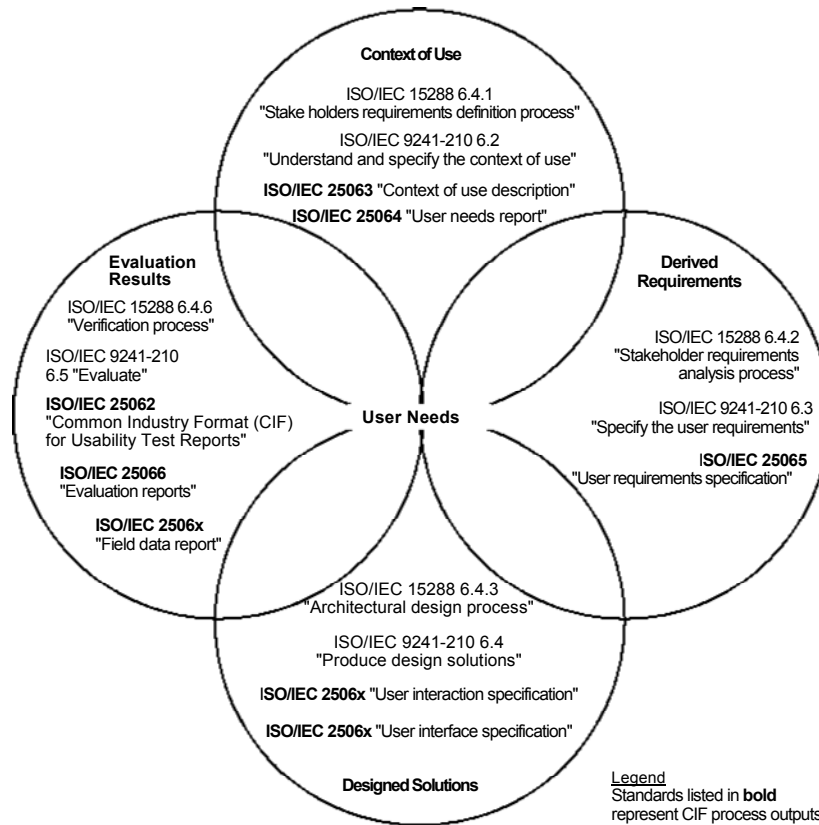 Context of Use
ISO/IEC 15288 6.4.1
"Stake holders requirements definition process"
ISO/IEC 9241-210 6.2
"Understand and specify the context of use"
ISO/IEC 25063 "Context of use description"
ISO/IEC 25064 "User needs report"
Evaluation
Results
ISO/IEC 15288 6.4.6
"Verification process"
ISO/IEC 9241-210
6.5 "Evaluate"
ISO/IEC 25062
"Common Industry Format (CIF)
for Usability Test Reports"
ISO/IEC 25066
"Evaluation reports"
ISO/IEC 2506x
"Field data report"
User Needs
Derived
Requirements
ISO/IEC 15288 6.4.2
"Stakeholder requirements
analysis process"
ISO/IEC 9241-210 6.3
"Specify the user requirements"
ISO/IEC 25065
"User requirements specification"
ISO/IEC 15288 6.4.3
"Architectural design process"
ISO/IEC 9241-210 6.4
"Produce design solutions"
ISO/IEC 2506x "User interaction specification"
ISO/IEC 2506x "User interface specification"
Designed Solutions
Legend
Standards listed in bold
represent CIF process outputs